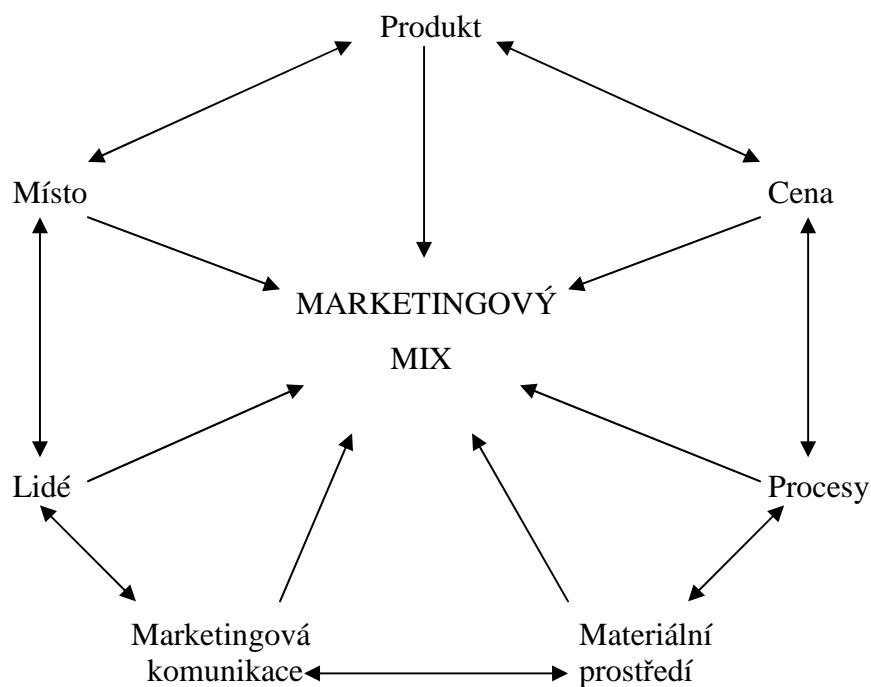 Produkt
Místo
Cena
MARKETINGOVÝ
MIX
Lidé
Procesy
Marketingová
komunikace
Materiální
prostředí